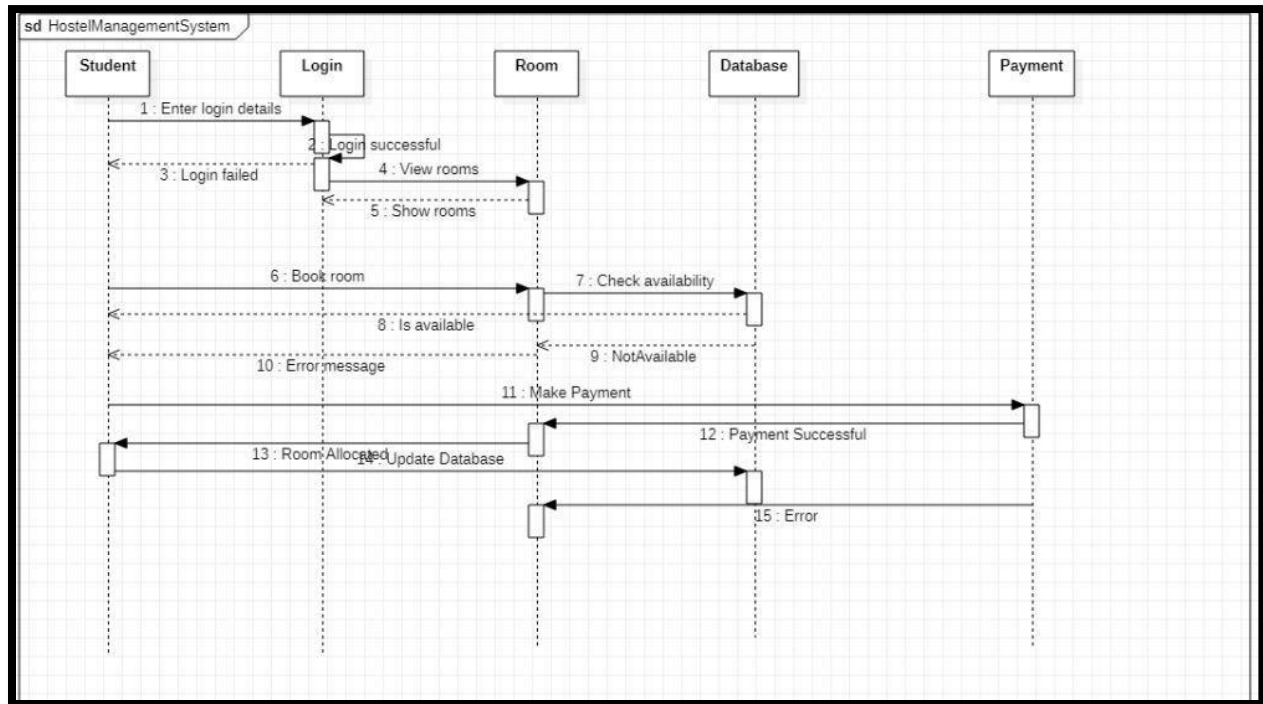 sd HostelManagementSystem
Student
Login
Room
Database
Payment
1 : Enter login details
2 : Login successful
3 : Login failed
4 : View rooms
5 : Show rooms
6 : Book room
7 : Check availability
8 : Is available
9 : NotAvailable
10 : Error message
11 : Make Payment
12 : Payment Successful
13 : Room Allocated
14 : Update Database
15 : Error